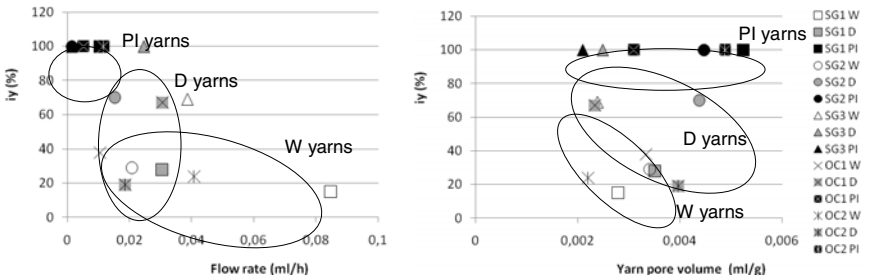 120
100
80
60
40
20
0
iy (%)
PI yarns
D yarns
W yarns
0 0,02 0,04 0,06 0,08 0,1
Flow rate (ml/h)
120
100
80
60
40
20
0
iy (%)
PI yarns
D yarns
W yarns
0 0,002 0,004 0,006
Yarn pore volume (ml/g)
SG1 W
SG1 D
SG1 PI
SG2 W
SG2 D
SG2 PI
SG3 W
SG3 D
SG3 PI
OC1 W
OC1 D
OC1 PI
OC2 W
OC2 D
OC2 PI